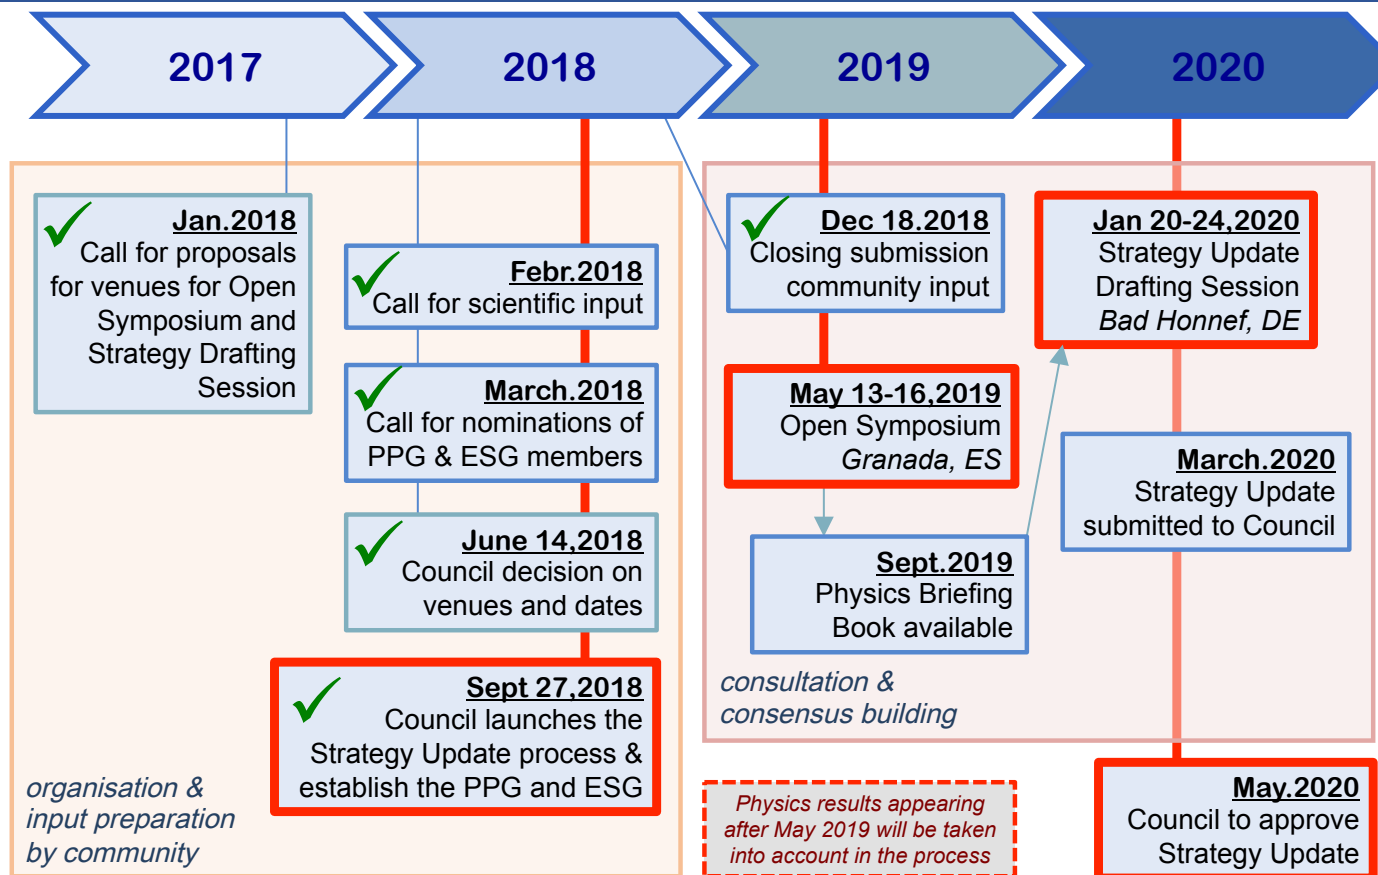 2017
2018
2019
2020
Jan.2018
Call for proposals
for venues for Open
Symposium and
Strategy Drafting
Session
Febr.2018
Call for scientific input
March.2018
Call for nominations of
PPG & ESG members
June 14,2018
Council decision on
venues and dates
Sept 27,2018
Council launches the
Strategy Update process &
establish the PPG and ESG
organisation &
input preparation
by community
Dec 18.2018
Closing submission
community input
May 13-16,2019
Open Symposium
Granada, ES
Sept.2019
Physics Briefing
Book available
consultation &
consensus building
Jan 20-24,2020
Strategy Update
Drafting Session
Bad Honnef, DE
March.2020
Strategy Update
submitted to Council
Physics results appearing
after May 2019 will be taken
into account in the process
May.2020
Council to approve
Strategy Update